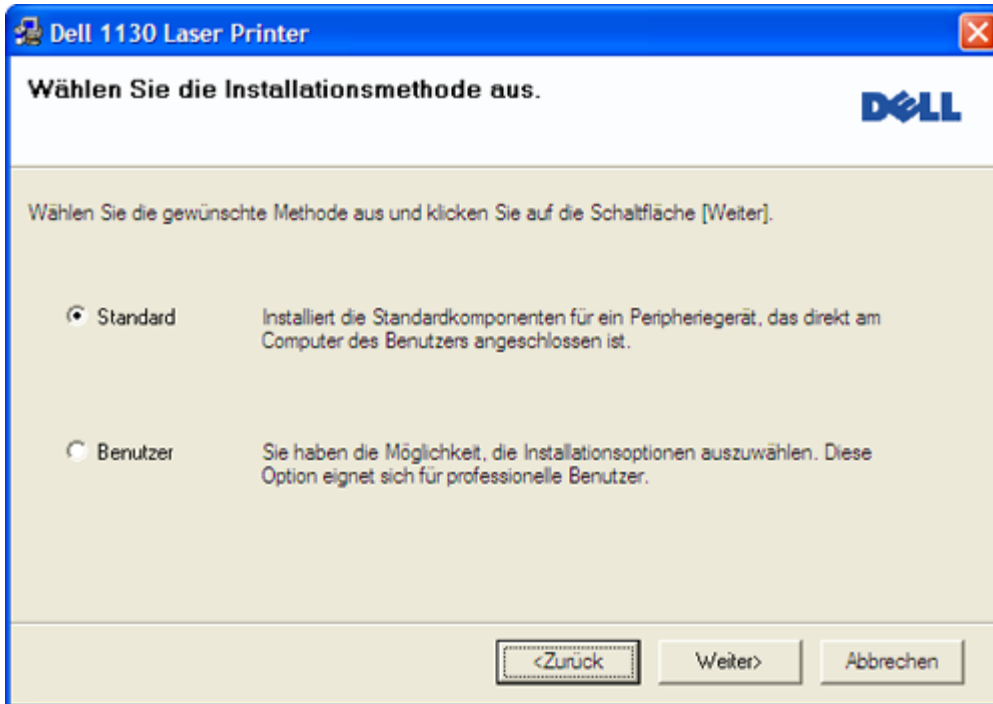 Dell 1130 Laser Printer
Wählen Sie die Installationsmethode aus.
DELL
Wählen Sie die gewünschte Methode aus und klicken Sie auf die Schaltfläche [Weiter].
Standard
Installiert die Standardkomponenten für ein Peripheriegerät, das direkt am
Computer des Benutzers angeschlossen ist.
Benutzer
Sie haben die Möglichkeit, die Installationsoptionen auszuwählen. Diese
Option eignet sich für professionelle Benutzer.
<Zurück
Weiter>
Abbrechen